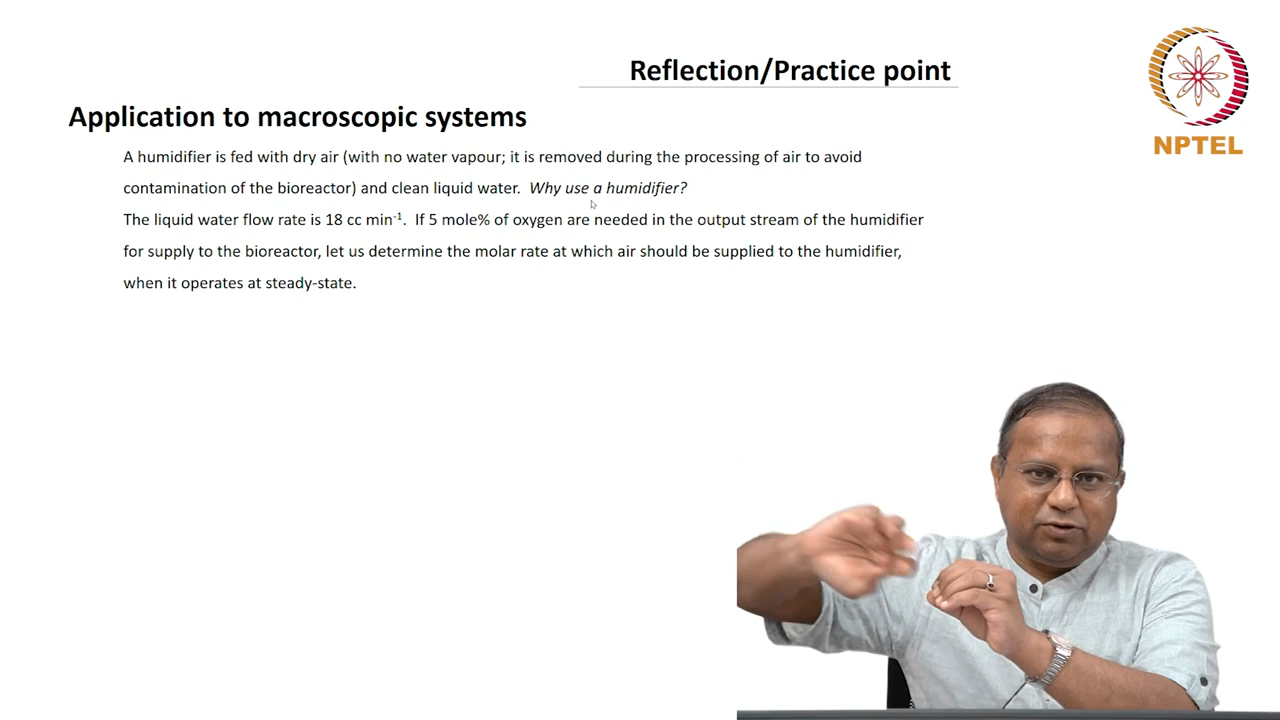 Reflection/Practice point
NPTEL
Application to macroscopic systems
A humidifier is fed with dry air (with no water vapour; it is removed during the processing of air to avoid
contamination of the bioreactor) and clean liquid water. Why use a humidifier?
The liquid water flow rate is 18 cc min⁻¹. If 5 mole% of oxygen are needed in the output stream of the humidifier
for supply to the bioreactor, let us determine the molar rate at which air should be supplied to the humidifier,
when it operates at steady-state.